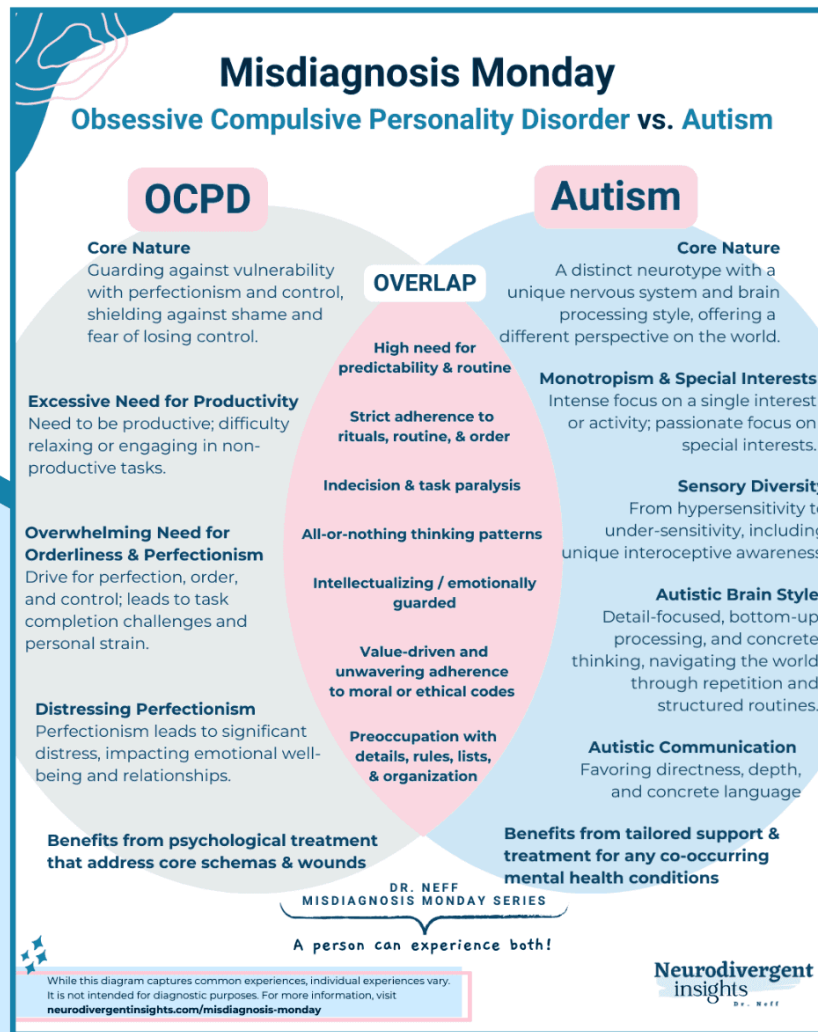 Misdiagnosis Monday
Obsessive Compulsive Personality Disorder vs. Autism
OCPD
Core Nature
Guarding against vulnerability
with perfectionism and control,
shielding against shame and
fear of losing control.
Excessive Need for Productivity
Need to be productive; difficulty
relaxing or engaging in non-
productive tasks.
Overwhelming Need for
Orderliness & Perfectionism
Drive for perfection, order,
and control; leads to task
completion challenges and
personal strain.
Distressing Perfectionism
Perfectionism leads to significant
distress, impacting emotional well-
being and relationships.
Benefits from psychological treatment
that address core schemas & wounds
OVERLAP
High need for
predictability & routine
Strict adherence to
rituals, routine, & order
Indecision & task paralysis
All-or-nothing thinking patterns
Intellectualizing / emotionally
guarded
Value-driven and
unwavering adherence
to moral or ethical codes
Preoccupation with
details, rules, lists,
& organization
Autism
Core Nature
A distinct neurotype with a
unique nervous system and brain
processing style, offering a
different perspective on the world.
Monotropism & Special Interests
Intense focus on a single interest
or activity; passionate focus on
special interests.
Sensory Diversity
From hypersensitivity to
under-sensitivity, including
unique interoceptive awareness
Autistic Brain Style
Detail-focused, bottom-up
processing, and concrete
thinking, navigating the world
through repetition and
structured routines.
Autistic Communication
Favoring directness, depth,
and concrete language
Benefits from tailored support &
treatment for any co-occurring
mental health conditions
DR. NEFF
MISDIAGNOSIS MONDAY SERIES
A person can experience both!
While this diagram captures common experiences, individual experiences vary.
It is not intended for diagnostic purposes. For more information, visit
neurodivergentinsights.com/misdiagnosis-monday
Neurodivergent
insights
Dr. Neff